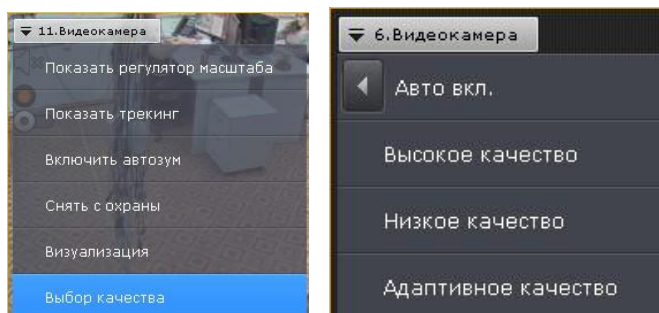 11.Видеокамера
Показать регулятор масштаба
Показать трекинг
Включить автозум
Снять с охраны
Визуализация
Выбор качества
6.Видеокамера
Авто вкл.
Высокое качество
Низкое качество
Адаптивное качество